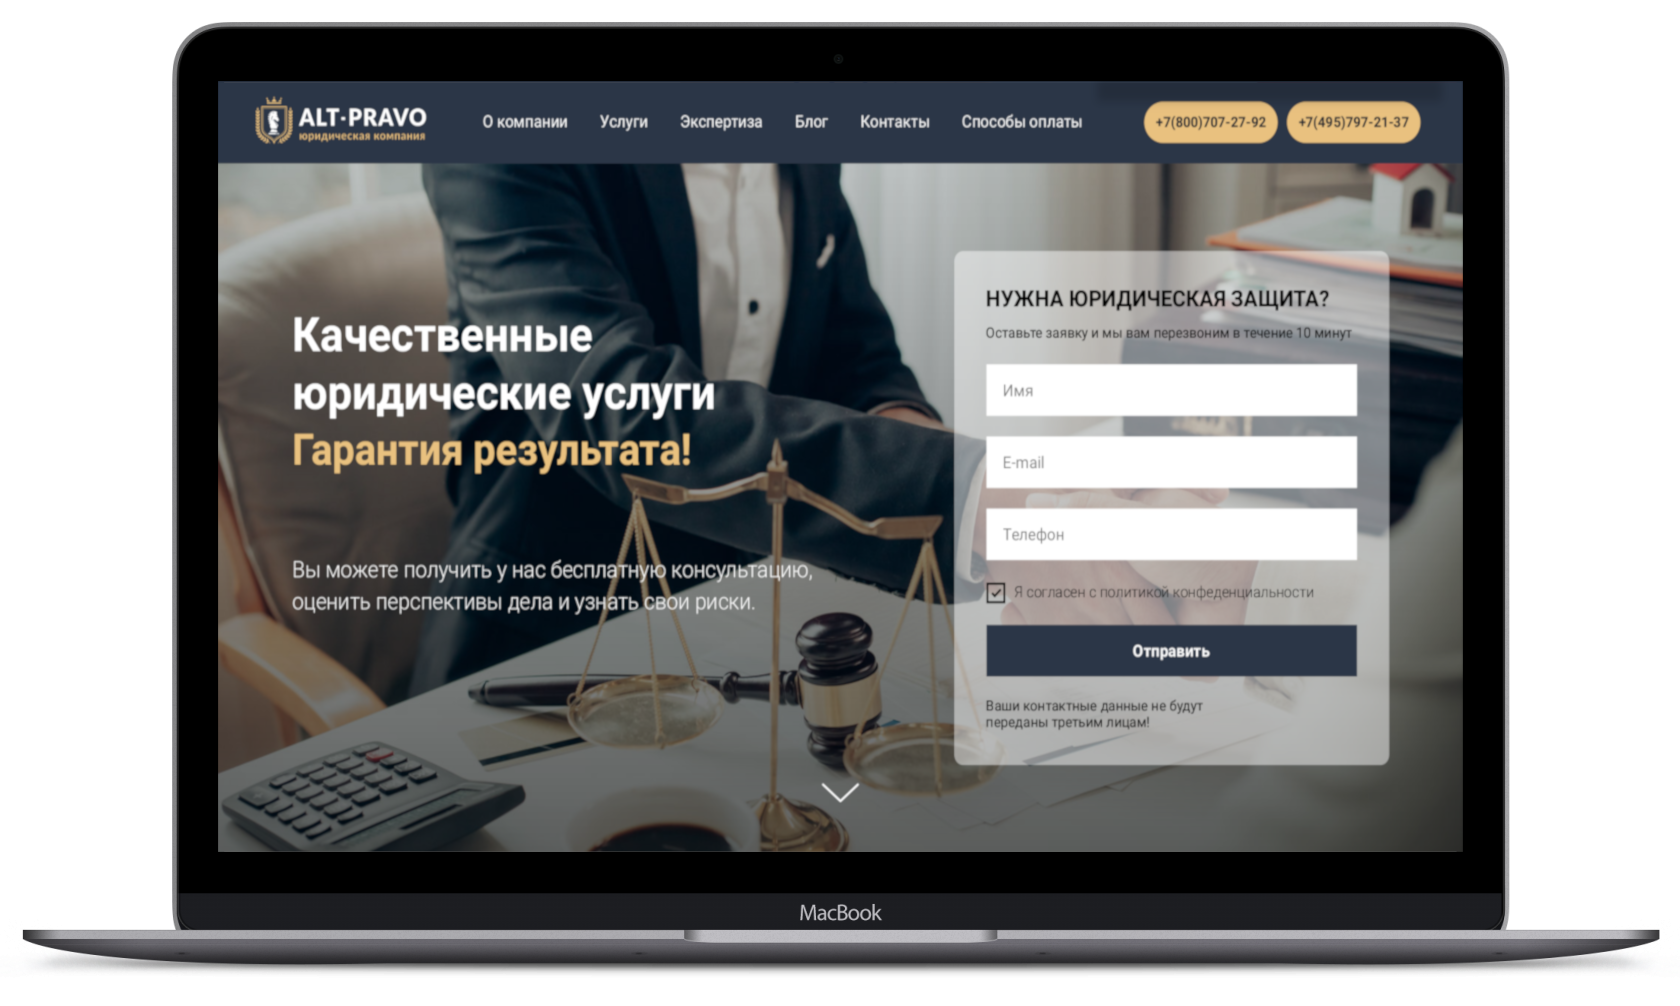 ALT-PRAVO
юридическая компания
О компании
Услуги
Экспертиза
Блог
Контакты
Способы оплаты
+7(800)707-27-92
+7(495)797-21-37
Качественные
юридические услуги
Гарантия результата!
Вы можете получить у нас бесплатную консультацию,
оценить перспективы дела и узнать свои риски.
НУЖНА ЮРИДИЧЕСКАЯ ЗАЩИТА?
Оставьте заявку и мы вам перезвоним в течение 10 минут
Имя
E-mail
Телефон
Я согласен с политикой конфеденциальности
Отправить
Ваши контактные данные не будут
переданы третьим лицам!
MacBook